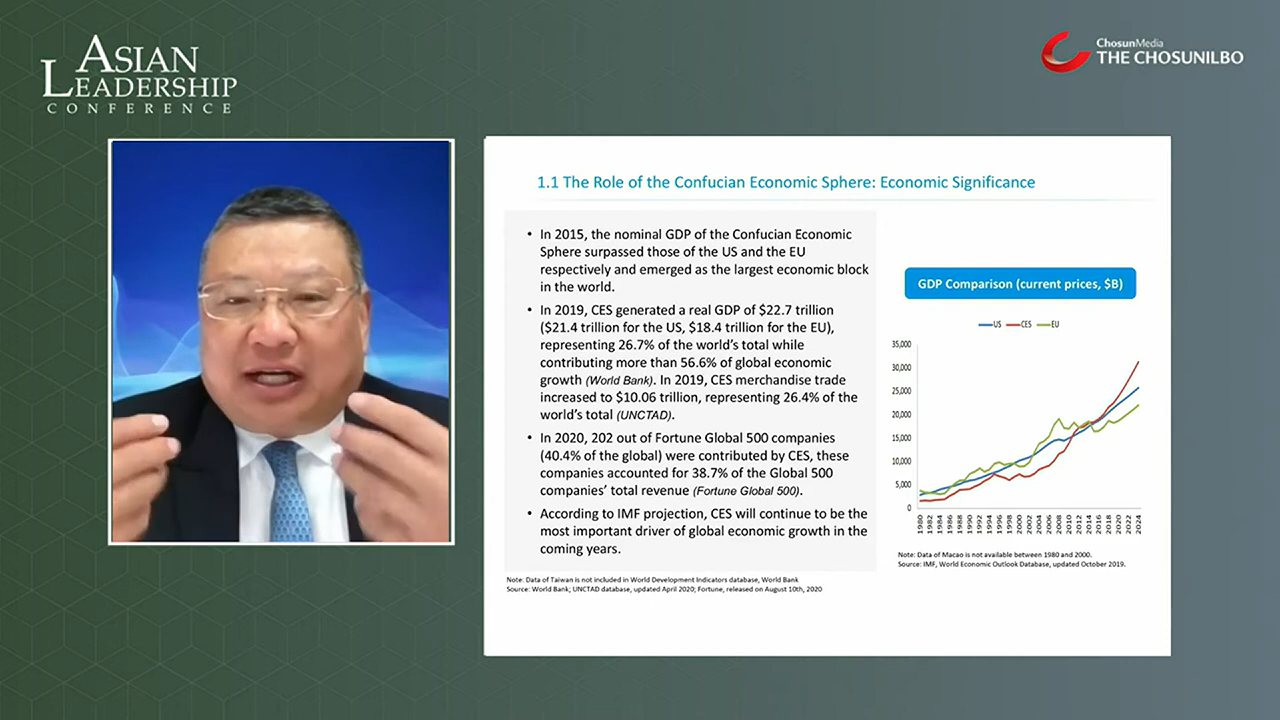 ASIAN
LEADERSHIP
CONFERENCE
ChosunMedia
THE CHOSUNILBO
1.1 The Role of the Confucian Economic Sphere: Economic Significance
• In 2015, the nominal GDP of the Confucian Economic
Sphere surpassed those of the US and the EU
respectively and emerged as the largest economic block
in the world.
• In 2019, CES generated a real GDP of $22.7 trillion
($21.4 trillion for the US, $18.4 trillion for the EU),
representing 26.7% of the world's total while
contributing more than 56.6% of global economic
growth (World Bank). In 2019, CES merchandise trade
increased to $10.06 trillion, representing 26.4% of the
world's total (UNCTAD).
• In 2020, 202 out of Fortune Global 500 companies
(40.4% of the global) were contributed by CES, these
companies accounted for 38.7% of the Global 500
companies' total revenue (Fortune Global 500).
• According to IMF projection, CES will continue to be the
most important driver of global economic growth in the
coming years.
Note: Data of Taiwan is not included in World Development Indicators database, World Bank
Source: World Bank; UNCTAD database, updated April 2020; Fortune, released on August 10th, 2020
GDP Comparison (current prices, $B)
US CES EU
35,000
30,000
25,000
20,000
15,000
10,000
5,000
0
1980 1982 1984 1986 1988 1990 1992 1994 1996 1998 2000 2002 2004 2006 2008 2010 2012 2014 2016 2018 2020 2022 2024
Note: Data of Macao is not available between 1980 and 2000.
Source: IMF, World Economic Outlook Database, updated October 2019.